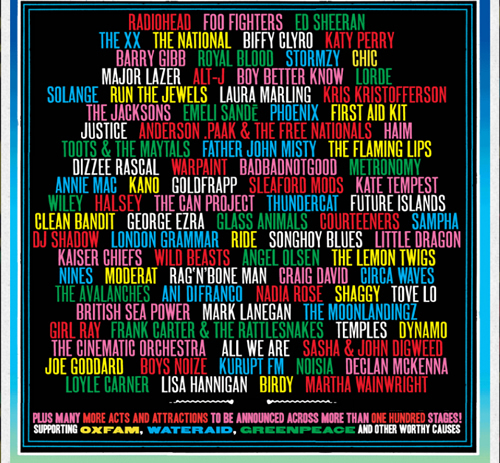 RADIOHEAD FOO FIGHTERS ED SHEERAN
THE XX THE NATIONAL BIFFY CLYRO KATY PERRY
BARRY GIBB ROYAL BLOOD STORMZY CHIC
MAJOR LAZER ALT-J BOY BETTER KNOW LORDE
SOLANGE RUN THE JEWELS LAURA MARLING KRIS KRISTOFFERSON
THE JACKSONS EMELI SANDÉ PHOENIX FIRST AID KIT
JUSTICE ANDERSON .PAAK & THE FREE NATIONALS HAIM
TOOTS & THE MAYTALS FATHER JOHN MISTY THE FLAMING LIPS
DIZZEE RASCAL WARPAINT BADBADNOTGOOD METRONOMY
ANNIE MAC KANO GOLDFRAPP SLEAFORD MODS KATE TEMPEST
WILEY HALSEY THE CAN PROJECT THUNDERCAT FUTURE ISLANDS
CLEAN BANDIT GEORGE EZRA GLASS ANIMALS COURTEENERS SAMPHA
DJ SHADOW LONDON GRAMMAR RIDE SONGHOY BLUES LITTLE DRAGON
KAISER CHIEFS WILD BEASTS ANGEL OLSEN THE LEMON TWIGS
NINES MODERAT RAG'N'BONE MAN CRAIG DAVID CIRCA WAVES
THE AVALANCHES ANI DIFRANCO NADIA ROSE SHAGGY TOVE LO
BRITISH SEA POWER MARK LANEGAN THE MOONLANDINGZ
GIRL RAY FRANK CARTER & THE RATTLESNAKES TEMPLES DYNAMO
THE CINEMATIC ORCHESTRA ALL WE ARE SASHA & JOHN DIGWEED
JOE GODDARD BOYS NOIZE KURUPT FM NOISIA DECLAN MCKENNA
LOYLE CARNER LISA HANNIGAN BIRDY MARTHA WAINWRIGHT
PLUS MANY MORE ACTS AND ATTRACTIONS TO BE ANNOUNCED ACROSS MORE THAN ONE HUNDRED STAGES!
SUPPORTING OXFAM, WATERAID, GREENPEACE AND OTHER WORTHY CAUSES